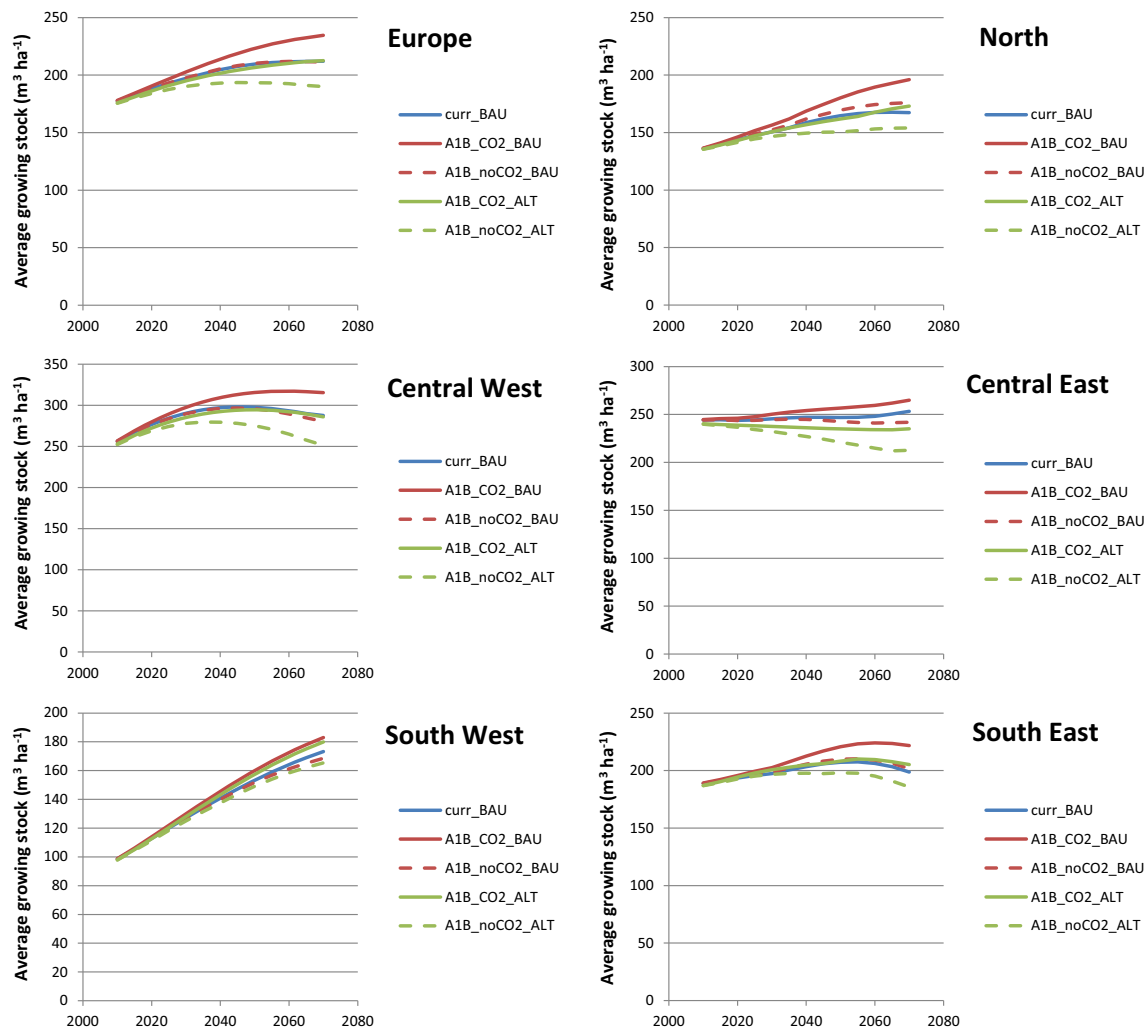 Europe
Average growing stock (m³ ha⁻¹)
250
200
150
100
50
0
2000 2020 2040 2060 2080
curr_BAU
A1B_CO2_BAU
A1B_noCO2_BAU
A1B_CO2_ALT
A1B_noCO2_ALT
North
Average growing stock (m³ ha⁻¹)
250
200
150
100
50
0
2000 2020 2040 2060 2080
curr_BAU
A1B_CO2_BAU
A1B_noCO2_BAU
A1B_CO2_ALT
A1B_noCO2_ALT
Central West
Average growing stock (m³ ha⁻¹)
350
300
250
200
150
100
50
0
2000 2020 2040 2060 2080
curr_BAU
A1B_CO2_BAU
A1B_noCO2_BAU
A1B_CO2_ALT
A1B_noCO2_ALT
Central East
Average growing stock (m³ ha⁻¹)
300
250
200
150
100
50
0
2000 2020 2040 2060 2080
curr_BAU
A1B_CO2_BAU
A1B_noCO2_BAU
A1B_CO2_ALT
A1B_noCO2_ALT
South West
Average growing stock (m³ ha⁻¹)
200
180
160
140
120
100
80
60
40
20
0
2000 2020 2040 2060 2080
curr_BAU
A1B_CO2_BAU
A1B_noCO2_BAU
A1B_CO2_ALT
A1B_noCO2_ALT
South East
Average growing stock (m³ ha⁻¹)
250
200
150
100
50
0
2000 2020 2040 2060 2080
curr_BAU
A1B_CO2_BAU
A1B_noCO2_BAU
A1B_CO2_ALT
A1B_noCO2_ALT